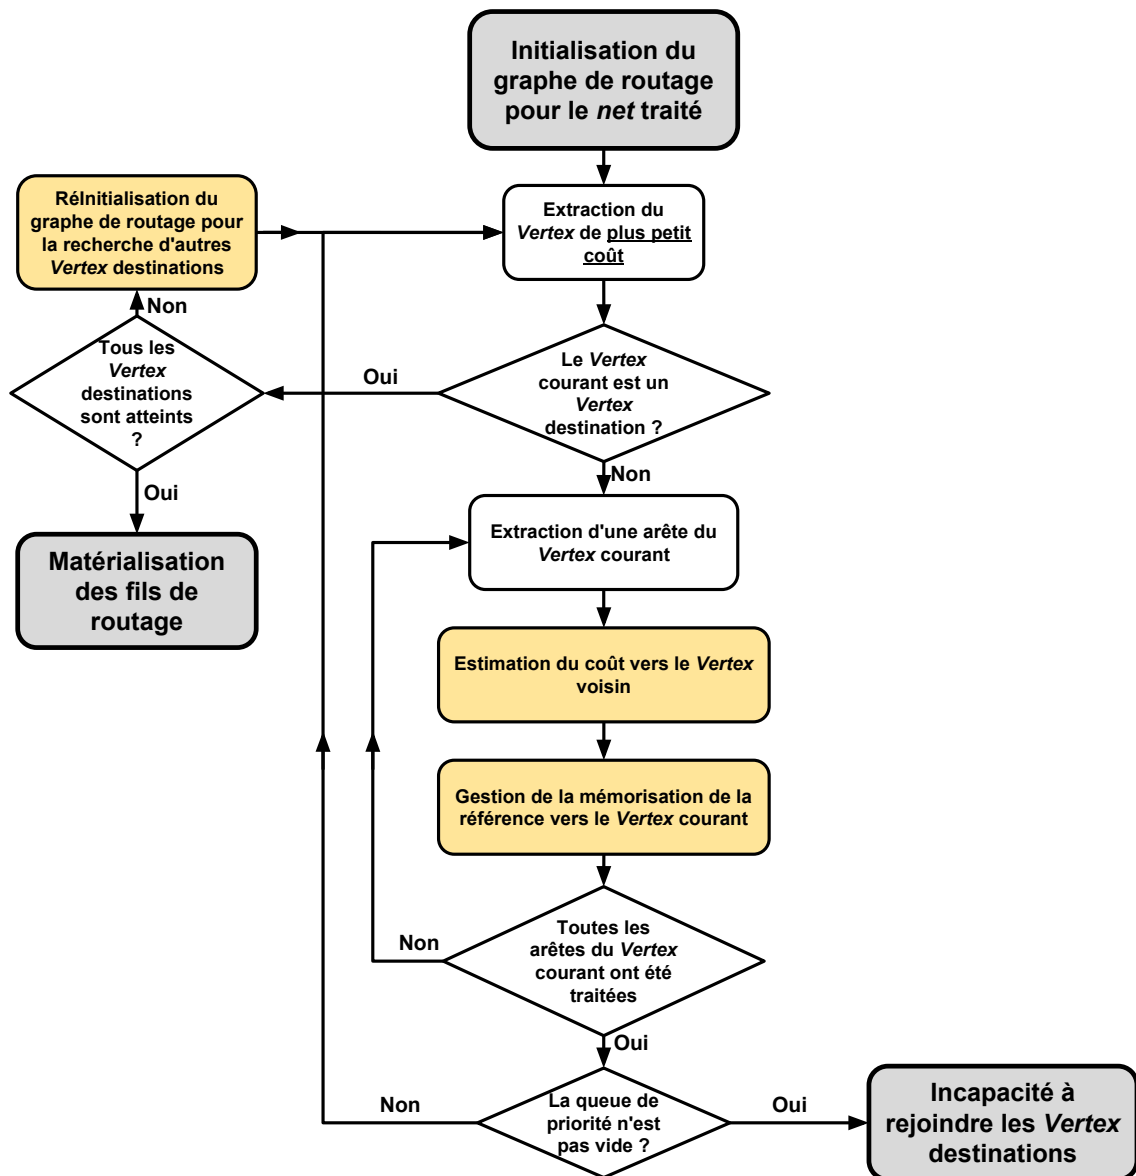 Initialisation du
graphe de routage
pour le net traité
RéInitialisation du
graphe de routage pour
la recherche d'autres
Vertex destinations
Extraction du
Vertex de plus petit
coût
Non
Tous les
Vertex
destinations
sont atteints
?
Oui
Le Vertex
courant est un
Vertex
destination ?
Non
Oui
Extraction d'une arête du
Vertex courant
Matérialisation
des fils de
routage
Estimation du coût vers le Vertex
voisin
Gestion de la mémorisation de la
référence vers le Vertex courant
Non
Toutes les
arêtes du Vertex
courant ont été
traitées
Oui
Non
La queue de
priorité n'est
pas vide ?
Oui
Incapacité à
rejoindre les Vertex
destinations